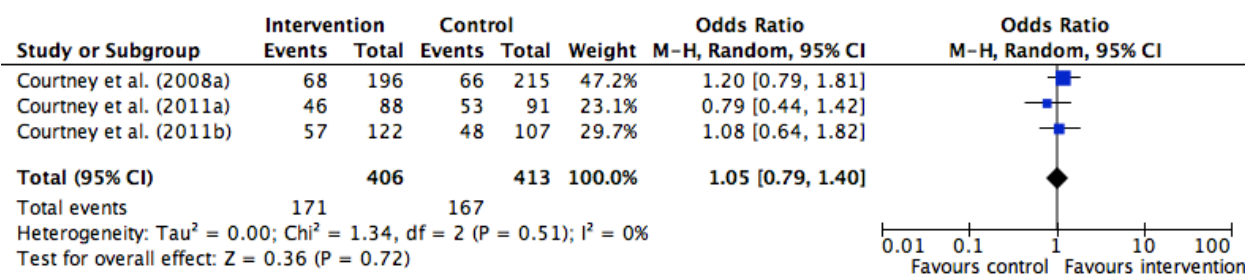 Intervention Control Odds Ratio Odds Ratio
Study or Subgroup Events Total Events Total Weight M-H, Random, 95% CI M-H, Random, 95% CI
Courtney et al. (2008a) 68 196 66 215 47.2% 1.20 [0.79, 1.81]
Courtney et al. (2011a) 46 88 53 91 23.1% 0.79 [0.44, 1.42]
Courtney et al. (2011b) 57 122 48 107 29.7% 1.08 [0.64, 1.82]
Total (95% CI) 406 413 100.0% 1.05 [0.79, 1.40]
Total events 171 167
Heterogeneity: Tau² = 0.00; Chi² = 1.34, df = 2 (P = 0.51); I² = 0%
Test for overall effect: Z = 0.36 (P = 0.72)
0.01 0.1 1 10 100
Favours control Favours intervention